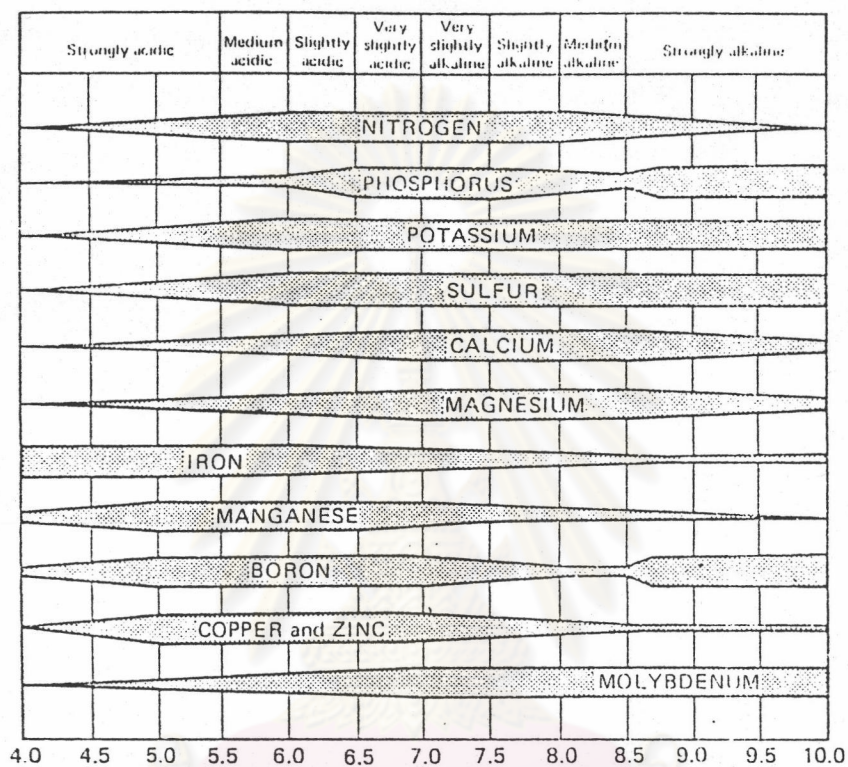 Strongly acidic
Medium acidic
Slightly acidic
Very slightly acidic
Very slightly alkaline
Slightly alkaline
Medium alkaline
Strongly alkaline
NITROGEN
PHOSPHORUS
POTASSIUM
SULFUR
CALCIUM
MAGNESIUM
IRON
MANGANESE
BORON
COPPER and ZINC
MOLYBDENUM
4.0 4.5 5.0 5.5 6.0 6.5 7.0 7.5 8.0 8.5 9.0 9.5 10.0